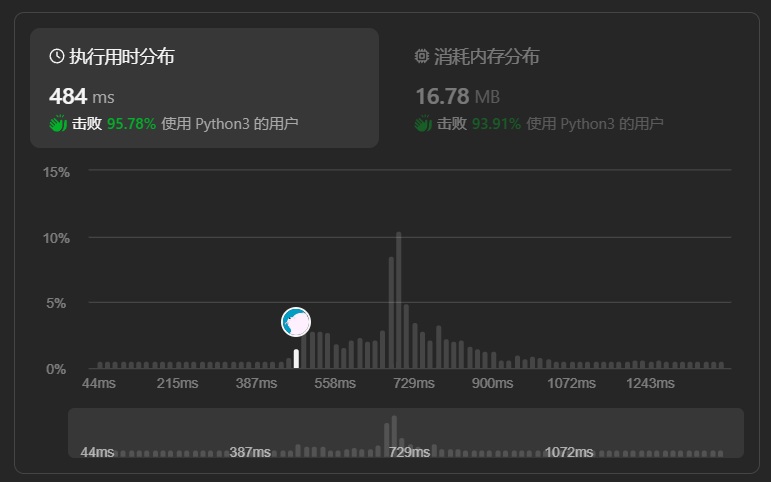 执行用时分布
484 ms
击败 95.78% 使用 Python3 的用户
消耗内存分布
16.78 MB
击败 93.91% 使用 Python3 的用户
15%
10%
5%
0%
44ms 215ms 387ms 558ms 729ms 900ms 1072ms 1243ms
44ms 387ms 729ms 1072ms